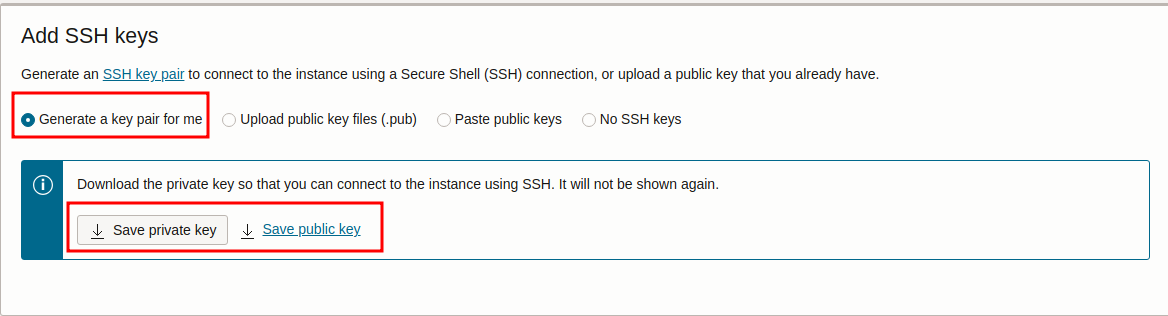 Add SSH keys
Generate an SSH key pair to connect to the instance using a Secure Shell (SSH) connection, or upload a public key that you already have.
Generate a key pair for me Upload public key files (.pub) Paste public keys No SSH keys
Download the private key so that you can connect to the instance using SSH. It will not be shown again.
Save private key Save public key